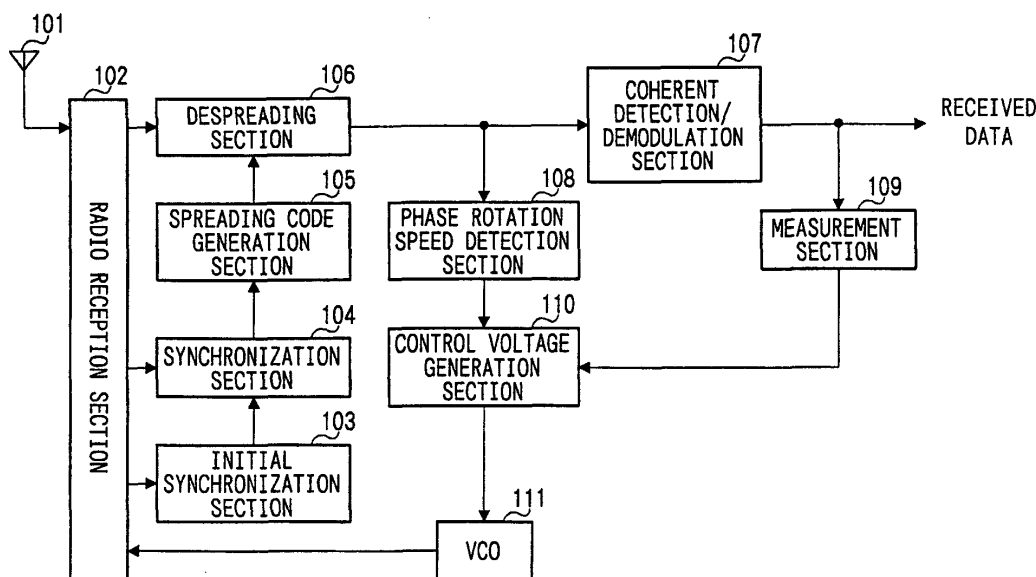 101
102
RADIO RECEPTION SECTION
106
DESPREADING
SECTION
105
SPREADING CODE
GENERATION
SECTION
104
SYNCHRONIZATION
SECTION
103
INITIAL
SYNCHRONIZATION
SECTION
107
COHERENT
DETECTION/
DEMODULATION
SECTION
RECEIVED
DATA
108
PHASE ROTATION
SPEED DETECTION
SECTION
109
MEASUREMENT
SECTION
110
CONTROL VOLTAGE
GENERATION
SECTION
111
VCO